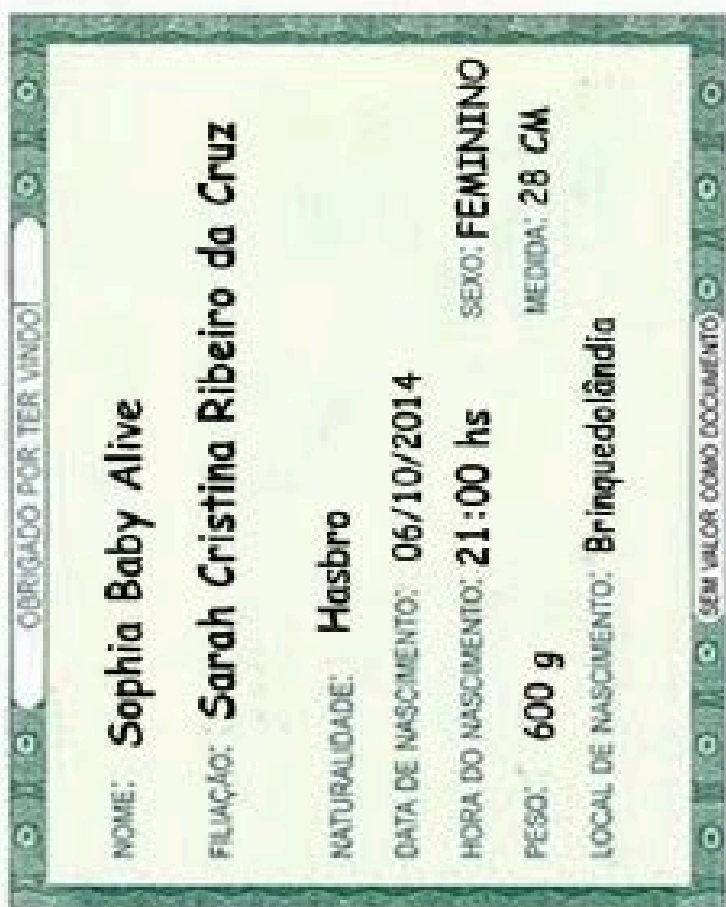 OBRIGADO POR TER VINDO!
NOME: Sophia Baby Alive
FILIAÇÃO: Sarah Cristina Ribeiro da Cruz
NATURALIDADE: Hasbro
DATA DE NASCIMENTO: 06/10/2014
HORA DO NASCIMENTO: 21:00 hs SEXO: FEMININO
PESO: 600 g MEDIDA: 28 CM
LOCAL DE NASCIMENTO: Brinquedolândia
SEM VALOR COMO DOCUMENTO